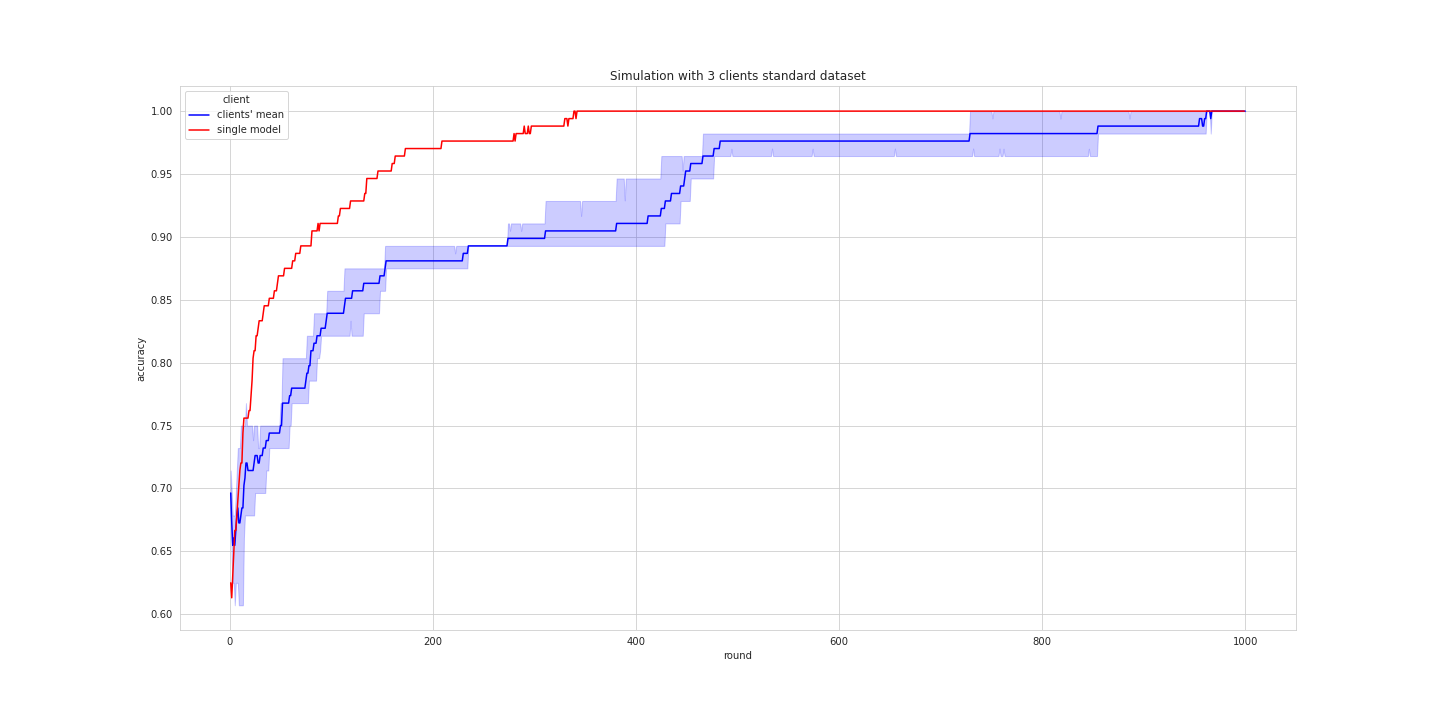 Simulation with 3 clients standard dataset
client
clients' mean
single model
accuracy
1.00
0.95
0.90
0.85
0.80
0.75
0.70
0.65
0.60
0
200
400
600
800
1000
round